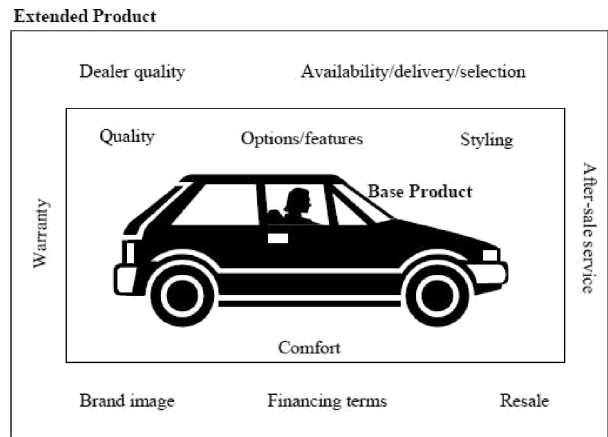 Extended Product
Dealer quality
Availability/delivery/selection
Quality
Options/features
Styling
Base Product
Warranty
After-sale service
Comfort
Brand image
Financing terms
Resale